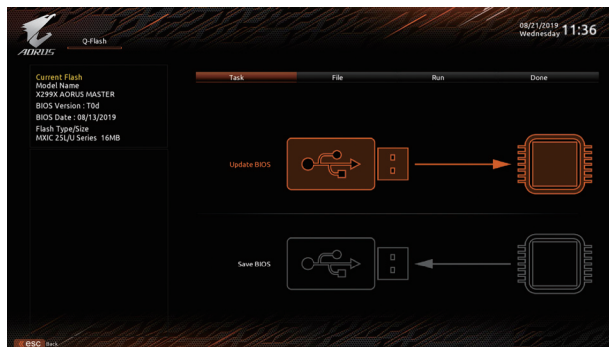 AORUS
Q-Flash
08/21/2019
Wednesday 11:36
Current Flash
Model Name
X299X AORUS MASTER
BIOS Version : T0d
BIOS Date : 08/13/2019
Flash Type/Size
MXIC 25L/U Series 16MB
Task File Run Done
Update BIOS
Save BIOS
esc Back